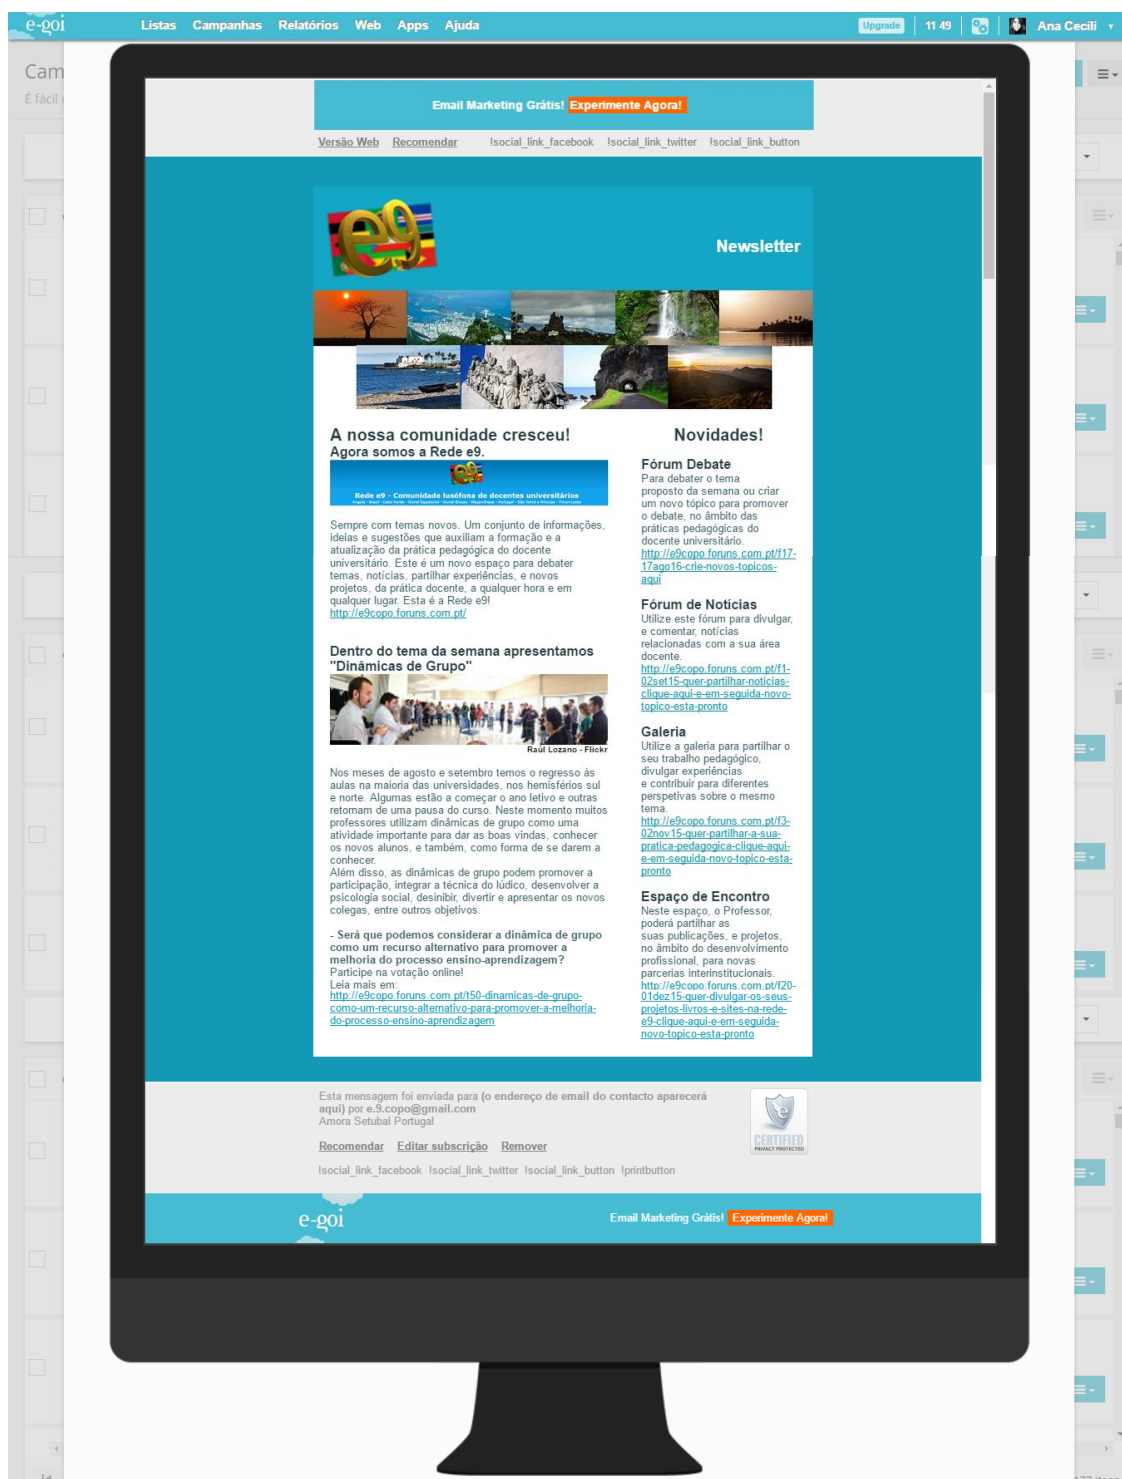 e-goi
Listas Campanhas Relatórios Web Apps Ajuda
Upgrade 11 49 Ana Cecíli
Cam
É fácil
Email Marketing Grátis! Experimente Agora!
Versão Web Recomendar !social_link_facebook !social_link_twitter !social_link_button
e9
Newsletter
A nossa comunidade cresceu!
Agora somos a Rede e9.
Rede e9 - Comunidade lusófona de docentes universitários
Angola - Brasil - Cabo Verde - Guiné Equatorial - Guiné-Bissau - Moçambique - Portugal - São Tomé e Príncipe - Timor-Leste
Sempre com temas novos. Um conjunto de informações,
ideias e sugestões que auxiliam a formação e a
atualização da prática pedagógica do docente
universitário. Este é um novo espaço para debater
temas, notícias, partilhar experiências, e novos
projetos, da prática docente, a qualquer hora e em
qualquer lugar. Esta é a Rede e9!
http://e9copo.foruns.com.pt/
Dentro do tema da semana apresentamos
"Dinâmicas de Grupo"
Raúl Lozano - Flickr
Nos meses de agosto e setembro temos o regresso às
aulas na maioria das universidades, nos hemisférios sul
e norte. Algumas estão a começar o ano letivo e outras
retornam de uma pausa do curso. Neste momento muitos
professores utilizam dinâmicas de grupo como uma
atividade importante para dar as boas vindas, conhecer
os novos alunos, e também, como forma de se darem a
conhecer.
Além disso, as dinâmicas de grupo podem promover a
participação, integrar a técnica do lúdico, desenvolver a
psicologia social, desinibir, divertir e apresentar os novos
colegas, entre outros objetivos.
- Será que podemos considerar a dinâmica de grupo
como um recurso alternativo para promover a
melhoria do processo ensino-aprendizagem?
Participe na votação online!
Leia mais em:
http://e9copo.foruns.com.pt/t50-dinamicas-de-grupo-
como-um-recurso-alternativo-para-promover-a-melhoria-
do-processo-ensino-aprendizagem
Novidades!
Fórum Debate
Para debater o tema
proposto da semana ou criar
um novo tópico para promover
o debate, no âmbito das
práticas pedagógicas do
docente universitário.
http://e9copo.foruns.com.pt/f17-
17ago16-crie-novos-topicos-
aqui
Fórum de Notícias
Utilize este fórum para divulgar,
e comentar, notícias
relacionadas com a sua área
docente.
http://e9copo.foruns.com.pt/f1-
02set15-quer-partilhar-noticias-
clique-aqui-e-em-seguida-novo-
topico-esta-pronto
Galeria
Utilize a galeria para partilhar o
seu trabalho pedagógico,
divulgar experiências
e contribuir para diferentes
perspetivas sobre o mesmo
tema.
http://e9copo.foruns.com.pt/f3-
02nov15-quer-partilhar-a-sua-
pratica-pedagogica-clique-aqui-
e-em-seguida-novo-topico-esta-
pronto
Espaço de Encontro
Neste espaço, o Professor,
poderá partilhar as
suas publicações, e projetos,
no âmbito do desenvolvimento
profissional, para novas
parcerias interinstitucionais.
http://e9copo.foruns.com.pt/f20-
01dez15-quer-divulgar-os-seus-
projetos-livros-e-sites-na-rede-
e9-clique-aqui-e-em-seguida-
novo-topico-esta-pronto
Esta mensagem foi enviada para (o endereço de email do contacto aparecerá
aqui) por e.9.copo@gmail.com
Amora Setubal Portugal
Recomendar Editar subscrição Remover
!social_link_facebook !social_link_twitter !social_link_button !printbutton
e
CERTIFIED
PRIVACY PROTECTED
e-goi
Email Marketing Grátis! Experimente Agora!